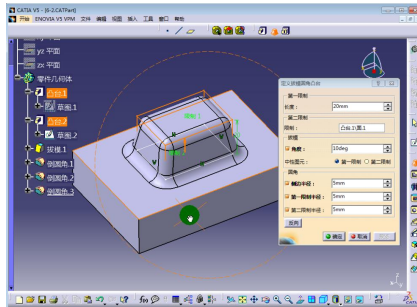 CATIA V5 - [5-2.CATPart]
开始 ENOVIA V5 VPM 文件 编辑 视图 插入 工具 窗口 帮助
yz 平面
zx 平面
零件几何体
凸台.1
草图.1
凸台.2
草图.2
拔模.1
倒圆角.1
倒圆角.2
倒圆角.3
定义拔模圆角凸台
第一限制
长度： 20mm
第二限制
限制： 凸台.1\面.1
拔模
角度： 10deg
中性图元： 第一限制 第二限制
圆角
侧边半径： 5mm
第一限制半径： 5mm
第二限制半径： 5mm
反列
确定 取消